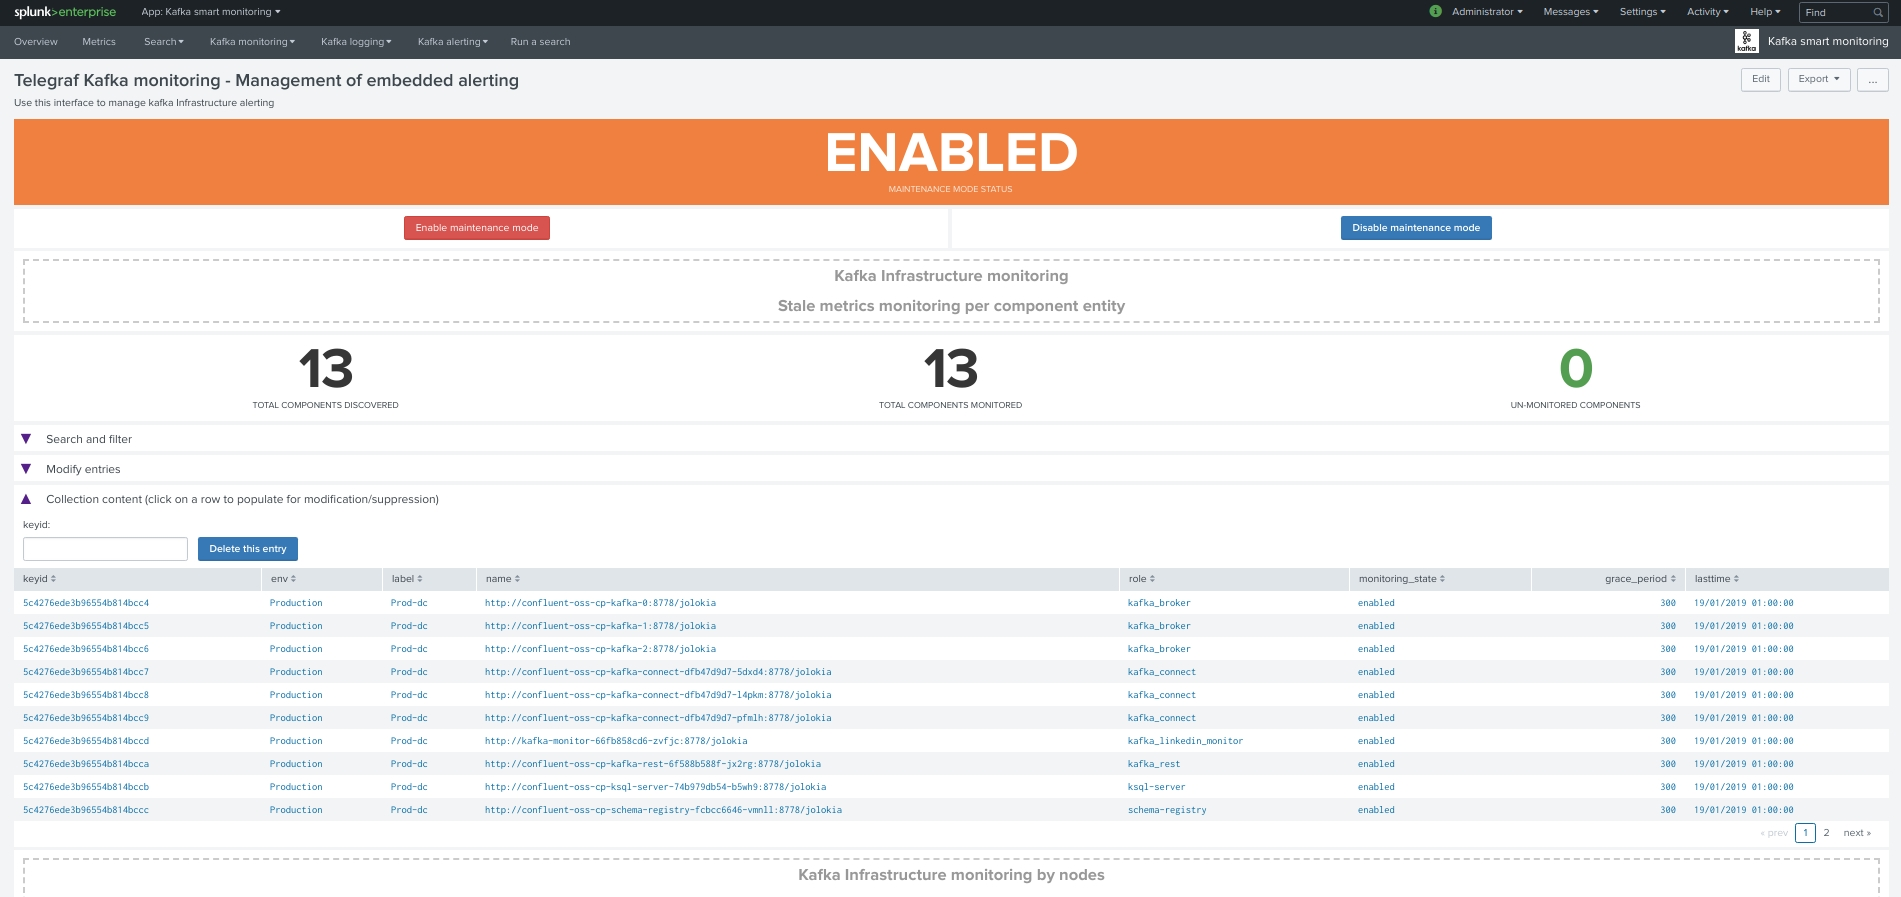 splunk>enterprise App: Kafka smart monitoring Administrator Messages Settings Activity Help Find
Overview Metrics Search Kafka monitoring Kafka logging Kafka alerting Run a search kafka Kafka smart monitoring
Telegraf Kafka monitoring - Management of embedded alerting Edit Export ...
Use this interface to manage kafka Infrastructure alerting
ENABLED
MAINTENANCE MODE STATUS
Enable maintenance mode Disable maintenance mode
Kafka Infrastructure monitoring
Stale metrics monitoring per component entity
13 13 0
TOTAL COMPONENTS DISCOVERED TOTAL COMPONENTS MONITORED UN-MONITORED COMPONENTS
Search and filter
Modify entries
Collection content (click on a row to populate for modification/suppression)
keyid:
Delete this entry
keyid env label name role monitoring_state grace_period lasttime
5c4276ede3b96554b814bcc4 Production Prod-dc http://confluent-oss-cp-kafka-0:8778/jolokia kafka_broker enabled 300 19/01/2019 01:00:00
5c4276ede3b96554b814bcc5 Production Prod-dc http://confluent-oss-cp-kafka-1:8778/jolokia kafka_broker enabled 300 19/01/2019 01:00:00
5c4276ede3b96554b814bcc6 Production Prod-dc http://confluent-oss-cp-kafka-2:8778/jolokia kafka_broker enabled 300 19/01/2019 01:00:00
5c4276ede3b96554b814bcc7 Production Prod-dc http://confluent-oss-cp-kafka-connect-dfb47d9d7-5dxd4:8778/jolokia kafka_connect enabled 300 19/01/2019 01:00:00
5c4276ede3b96554b814bcc8 Production Prod-dc http://confluent-oss-cp-kafka-connect-dfb47d9d7-l4pkm:8778/jolokia kafka_connect enabled 300 19/01/2019 01:00:00
5c4276ede3b96554b814bcc9 Production Prod-dc http://confluent-oss-cp-kafka-connect-dfb47d9d7-pfmlh:8778/jolokia kafka_connect enabled 300 19/01/2019 01:00:00
5c4276ede3b96554b814bccd Production Prod-dc http://kafka-monitor-66fb858cd6-zvfjc:8778/jolokia kafka_linkedin_monitor enabled 300 19/01/2019 01:00:00
5c4276ede3b96554b814bcca Production Prod-dc http://confluent-oss-cp-kafka-rest-6f588b588f-jx2rg:8778/jolokia kafka_rest enabled 300 19/01/2019 01:00:00
5c4276ede3b96554b814bccb Production Prod-dc http://confluent-oss-cp-ksql-server-74b979db54-b5wh9:8778/jolokia ksql-server enabled 300 19/01/2019 01:00:00
5c4276ede3b96554b814bccc Production Prod-dc http://confluent-oss-cp-schema-registry-fcbcc6646-vmnll:8778/jolokia schema-registry enabled 300 19/01/2019 01:00:00
« prev 1 2 next »
Kafka Infrastructure monitoring by nodes